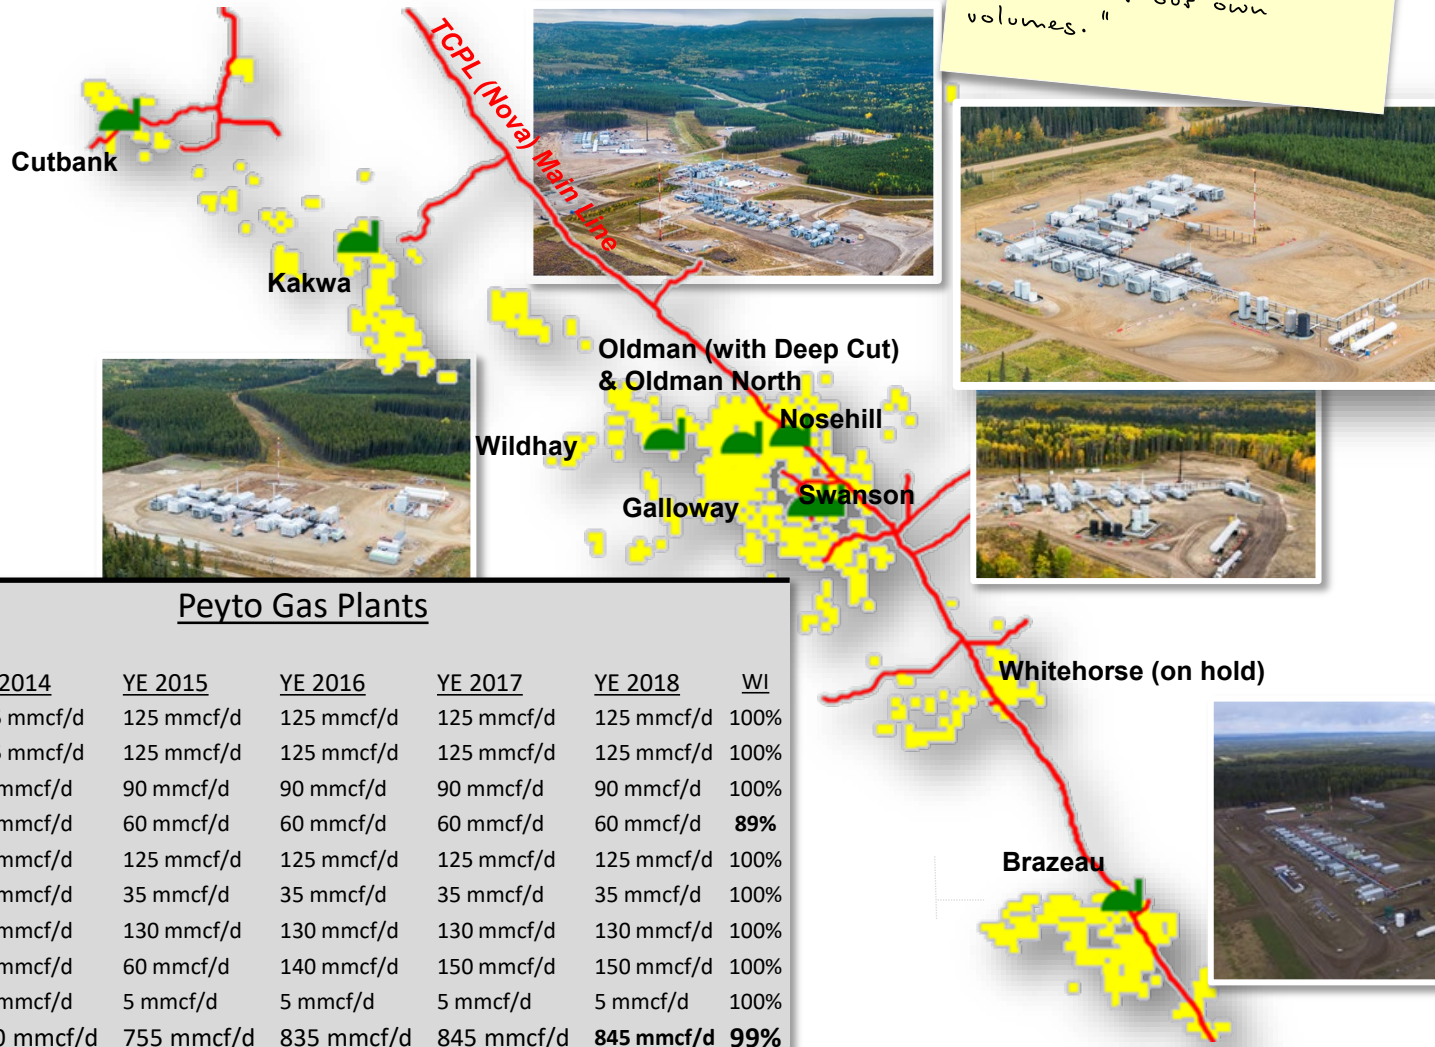 our own
volumes."
TCPL (Nova) Main Line
Cutbank
Kakwa
Oldman (with Deep Cut)
& Oldman North
Nosehill
Wildhay
Swanson
Galloway
Whitehorse (on hold)
Brazeau
Peyto Gas Plants
2014 YE 2015 YE 2016 YE 2017 YE 2018 WI
mmcf/d 125 mmcf/d 125 mmcf/d 125 mmcf/d 125 mmcf/d 100%
mmcf/d 125 mmcf/d 125 mmcf/d 125 mmcf/d 125 mmcf/d 100%
mmcf/d 90 mmcf/d 90 mmcf/d 90 mmcf/d 90 mmcf/d 100%
mmcf/d 60 mmcf/d 60 mmcf/d 60 mmcf/d 60 mmcf/d 89%
mmcf/d 125 mmcf/d 125 mmcf/d 125 mmcf/d 125 mmcf/d 100%
mmcf/d 35 mmcf/d 35 mmcf/d 35 mmcf/d 35 mmcf/d 100%
mmcf/d 130 mmcf/d 130 mmcf/d 130 mmcf/d 130 mmcf/d 100%
mmcf/d 60 mmcf/d 140 mmcf/d 150 mmcf/d 150 mmcf/d 100%
mmcf/d 5 mmcf/d 5 mmcf/d 5 mmcf/d 5 mmcf/d 100%
mmcf/d 755 mmcf/d 835 mmcf/d 845 mmcf/d 845 mmcf/d 99%